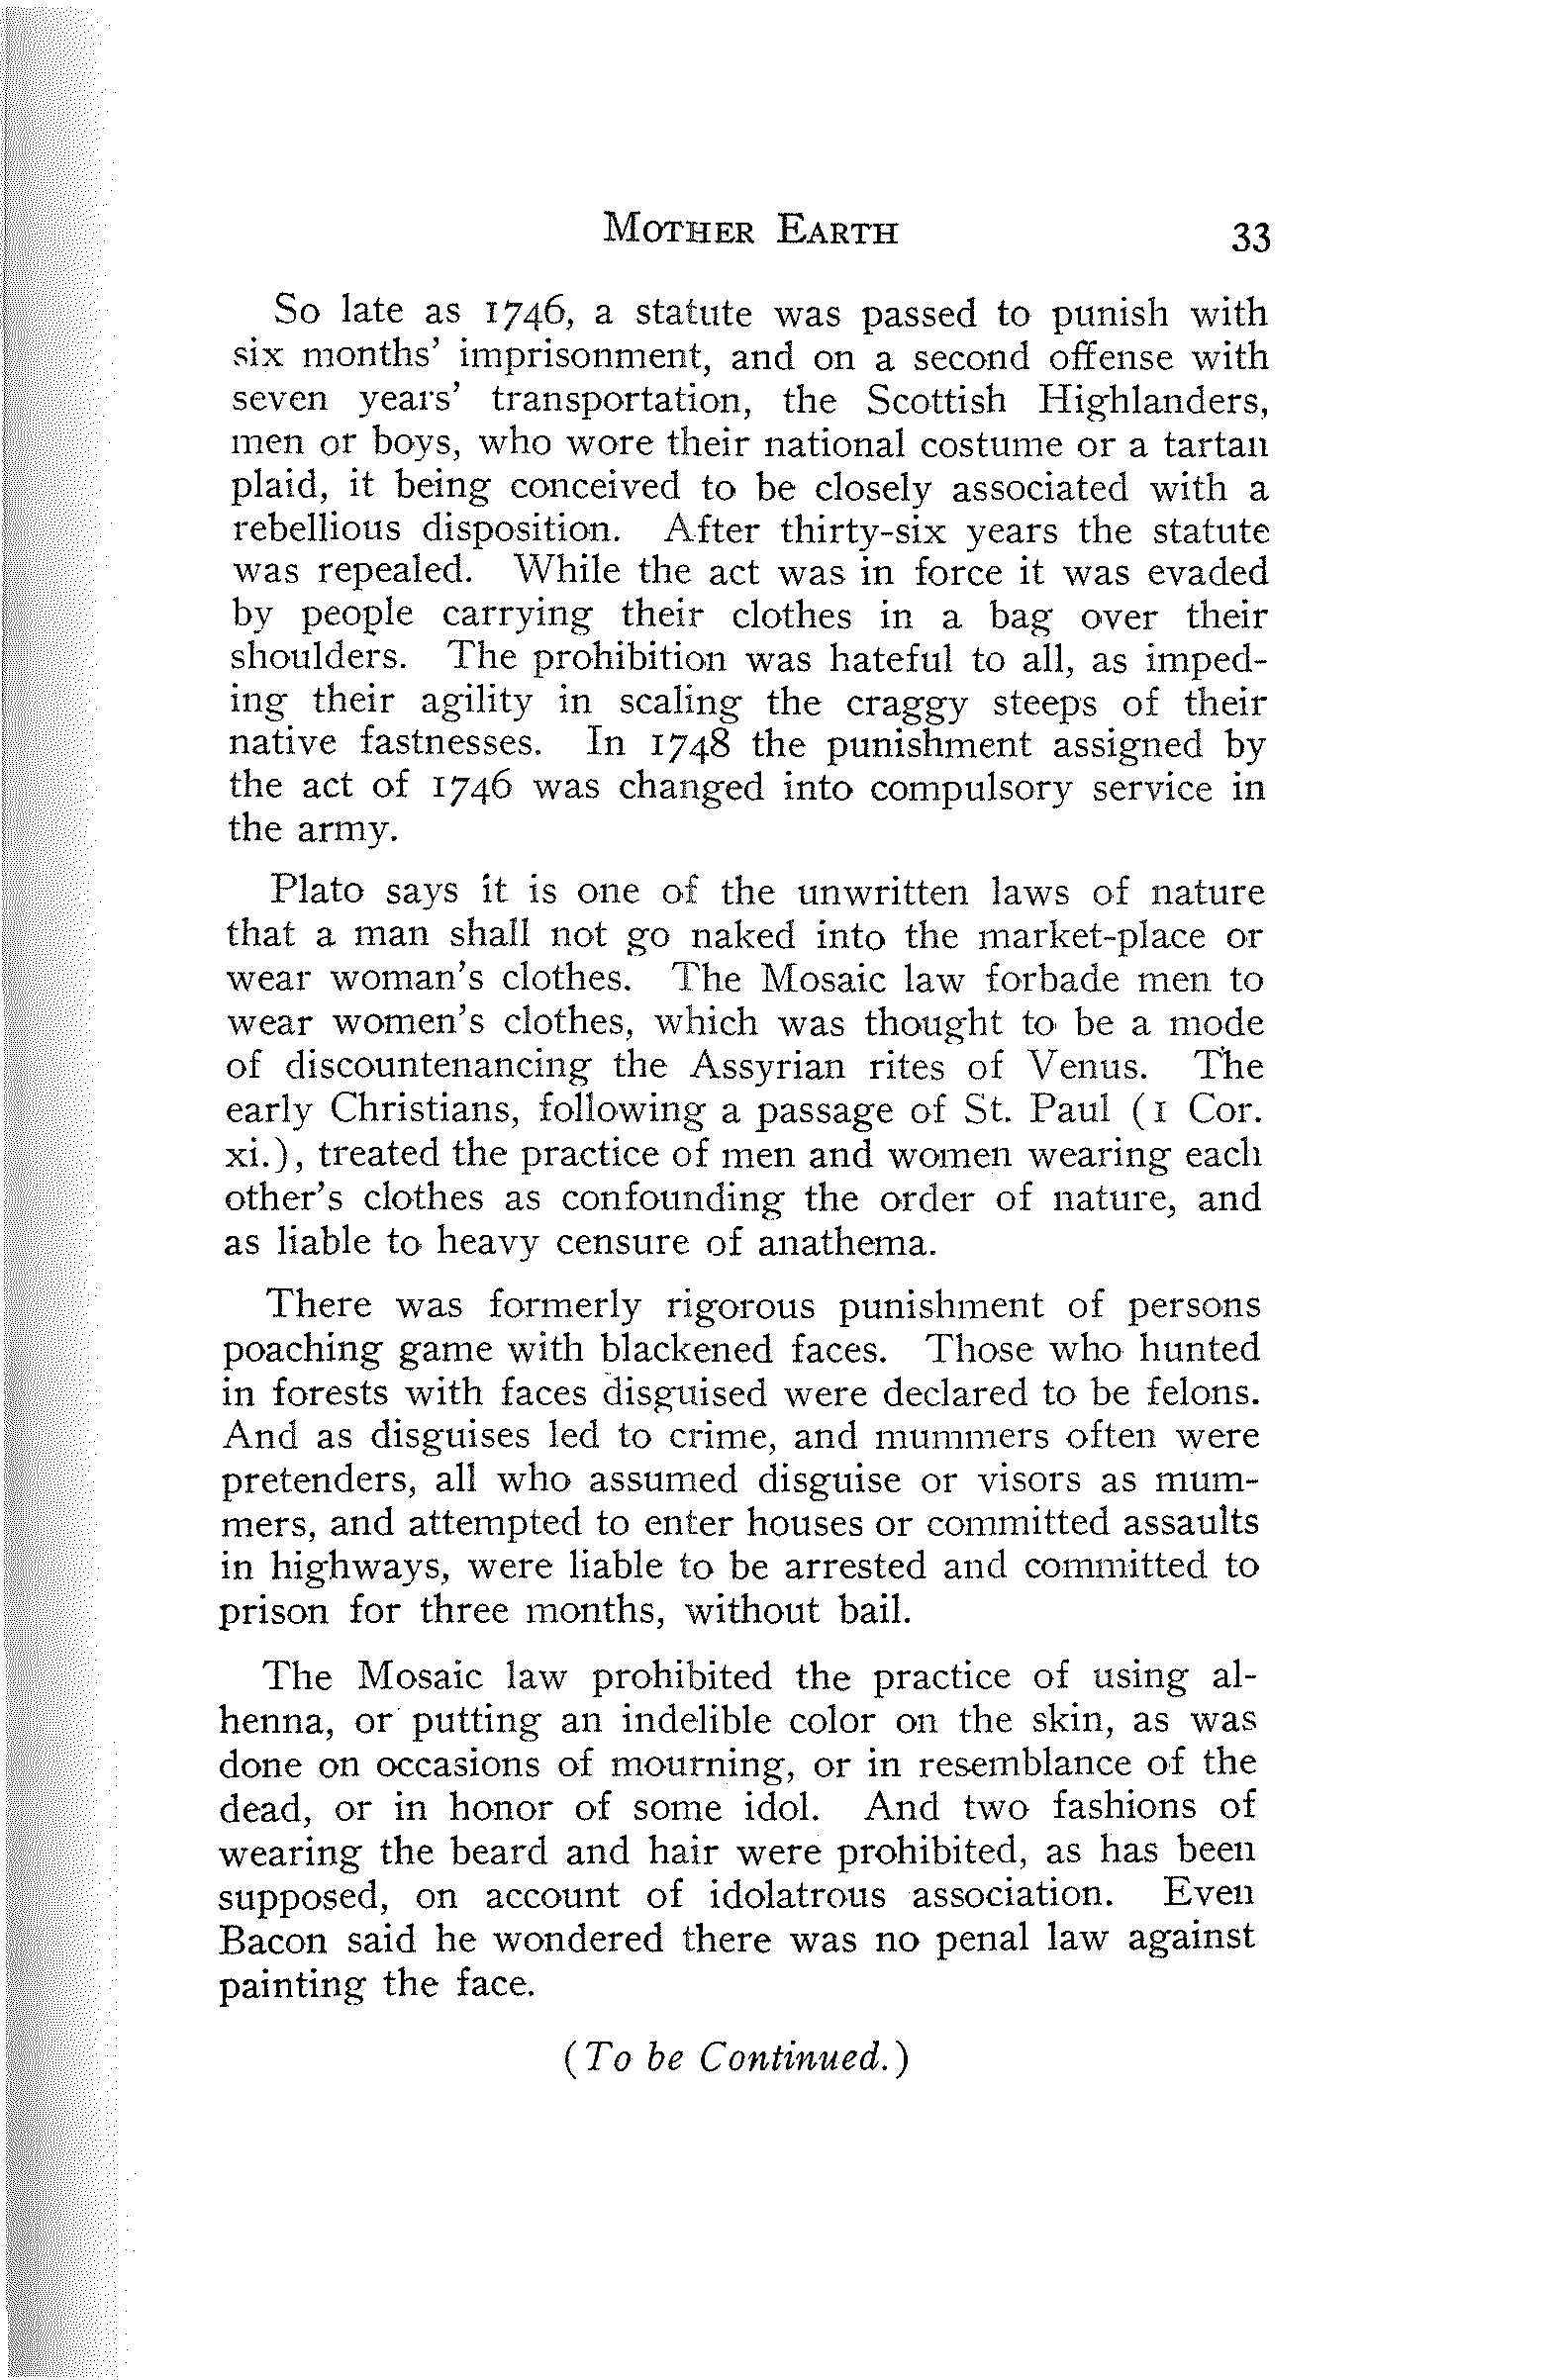 MOTHER EARTH 33
So late as 1746, a statute was passed to punish with
six months' imprisonment, and on a second offense with
seven years' transportation, the Scottish Highlanders,
men or boys, who wore their national costume or a tartan
plaid, it being conceived to be closely associated with a
rebellious disposition. After thirty-six years the statute
was repealed. While the act was in force it was evaded
by people carrying their clothes in a bag over their
shoulders. The prohibition was hateful to all, as imped-
ing their agility in scaling the craggy steeps of their
native fastnesses. In 1748 the punishment assigned by
the act of 1746 was changed into compulsory service in
the army.
Plato says it is one of the unwritten laws of nature
that a man shall not go naked into the market-place or
wear woman's clothes. The Mosaic law forbade men to
wear women's clothes, which was thought to be a mode
of discountenancing the Assyrian rites of Venus. The
early Christians, following a passage of St. Paul (1 Cor.
xi.), treated the practice of men and women wearing each
other's clothes as confounding the order of nature, and
as liable to heavy censure of anathema.
There was formerly rigorous punishment of persons
poaching game with blackened faces. Those who hunted
in forests with faces disguised were declared to be felons.
And as disguises led to crime, and mummers often were
pretenders, all who assumed disguise or visors as mum-
mers, and attempted to enter houses or committed assaults
in highways, were liable to be arrested and committed to
prison for three months, without bail.
The Mosaic law prohibited the practice of using al-
henna, or putting an indelible color on the skin, as was
done on occasions of mourning, or in resemblance of the
dead, or in honor of some idol. And two fashions of
wearing the beard and hair were prohibited, as has been
supposed, on account of idolatrous association. Even
Bacon said he wondered there was no penal law against
painting the face.
(To be Continued.)